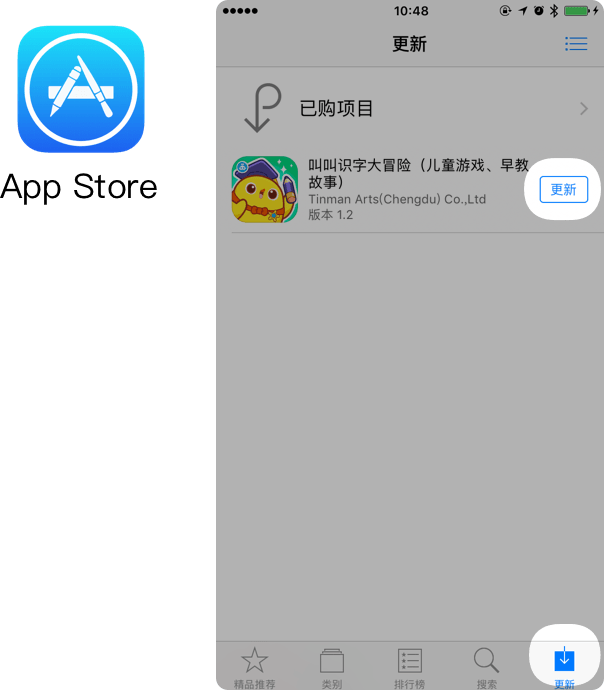 App Store
10:48
更新
已购项目
叫叫识字大冒险（儿童游戏、早教
故事）
Tinman Arts(Chengdu) Co.,Ltd
版本 1.2
更新
精品推荐 类别 排行榜 搜索 更新